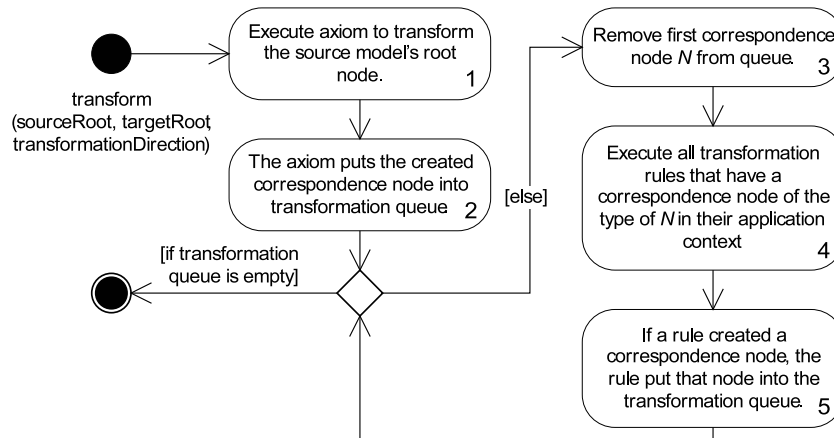 transform
(sourceRoot, targetRoot,
transformationDirection)
Execute axiom to transform
the source model's root
node.
1
The axiom puts the created
correspondence node into
transformation queue.
2
[if transformation
queue is empty]
[else]
Remove first correspondence
node N from queue.
3
Execute all transformation
rules that have a
correspondence node of the
type of N in their application
context
4
If a rule created a
correspondence node, the
rule put that node into the
transformation queue.
5